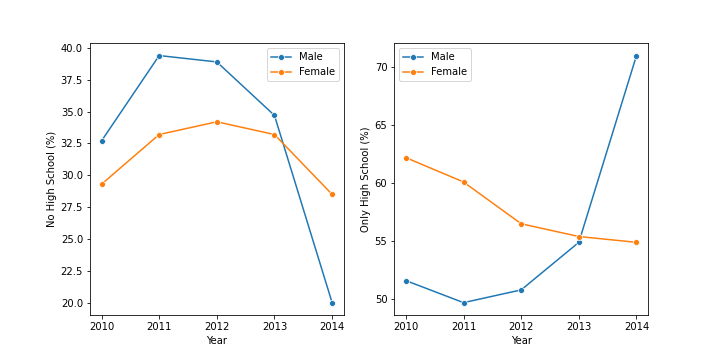 40.0
37.5
35.0
32.5
30.0
27.5
25.0
22.5
20.0
No High School (%)
2010 2011 2012 2013 2014
Year
Male
Female
70
65
60
55
50
Only High School (%)
2010 2011 2012 2013 2014
Year
Male
Female